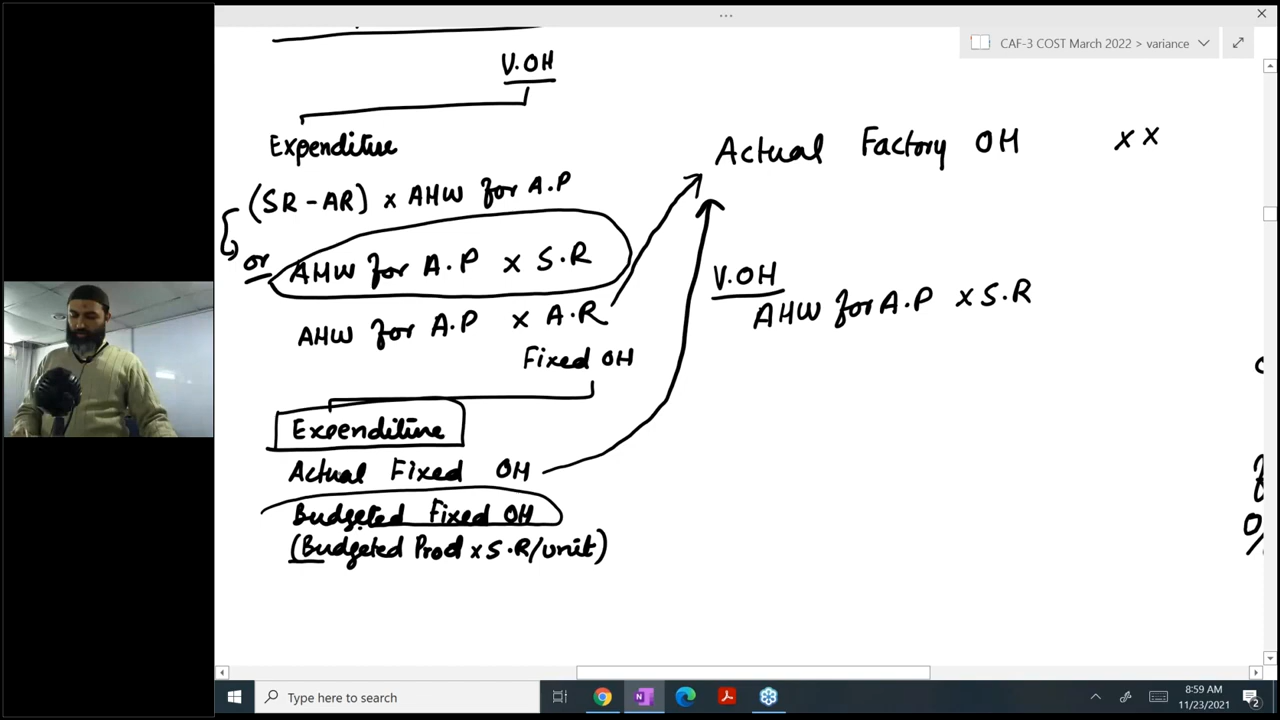 CAF-3 COST March 2022 > variance
V.OH
Expenditure
(SR - AR) x AHW for A.P
or AHW for A.P x S.R
AHW for A.P x A.R
Fixed OH
Expenditure
Actual Fixed OH
Budgeted Fixed OH
(Budgeted Prod x S.R/unit)
Actual Factory OH x x
V.OH
AHW for A.P x S.R
Type here to search
8:59 AM
11/23/2021
2